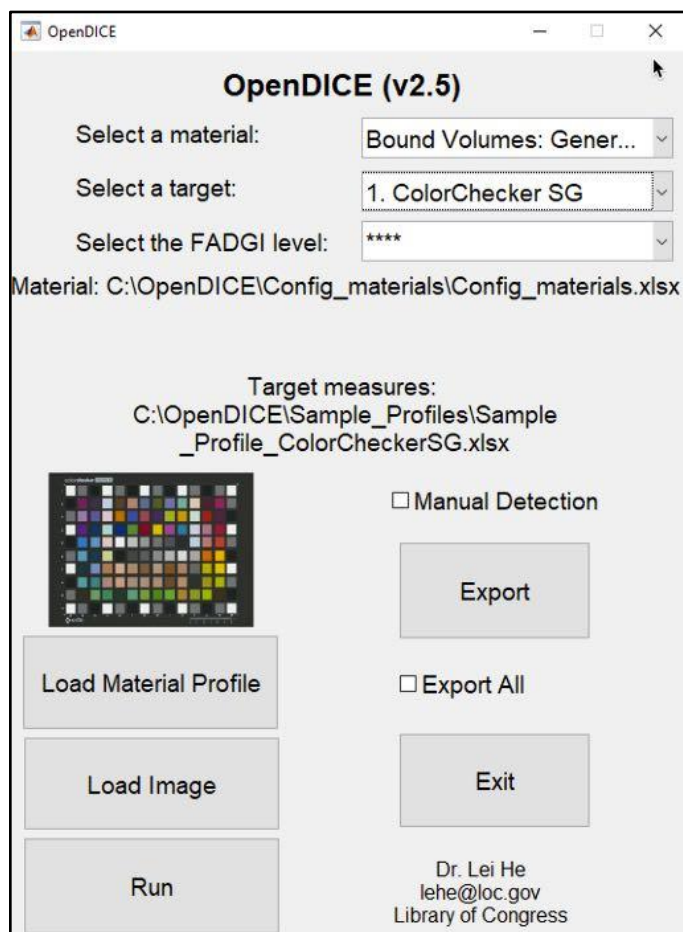 OpenDICE
OpenDICE (v2.5)
Select a material:
Bound Volumes: Gener...
Select a target:
1. ColorChecker SG
Select the FADGI level:
****
Material: C:\OpenDICE\Config_materials\Config_materials.xlsx
Target measures:
C:\OpenDICE\Sample_Profiles\Sample
_Profile_ColorCheckerSG.xlsx
Manual Detection
Export
Load Material Profile
Export All
Load Image
Exit
Run
Dr. Lei He
lehe@loc.gov
Library of Congress